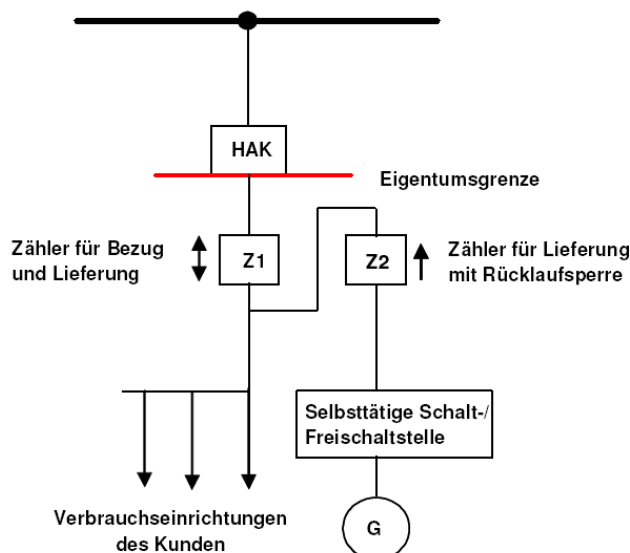 HAK
Eigentumsgrenze
Zähler für Bezug
und Lieferung
Z1
Z2
Zähler für Lieferung
mit Rücklaufsperre
Selbsttätige Schalt-/
Freischaltstelle
Verbrauchseinrichtungen
des Kunden
G